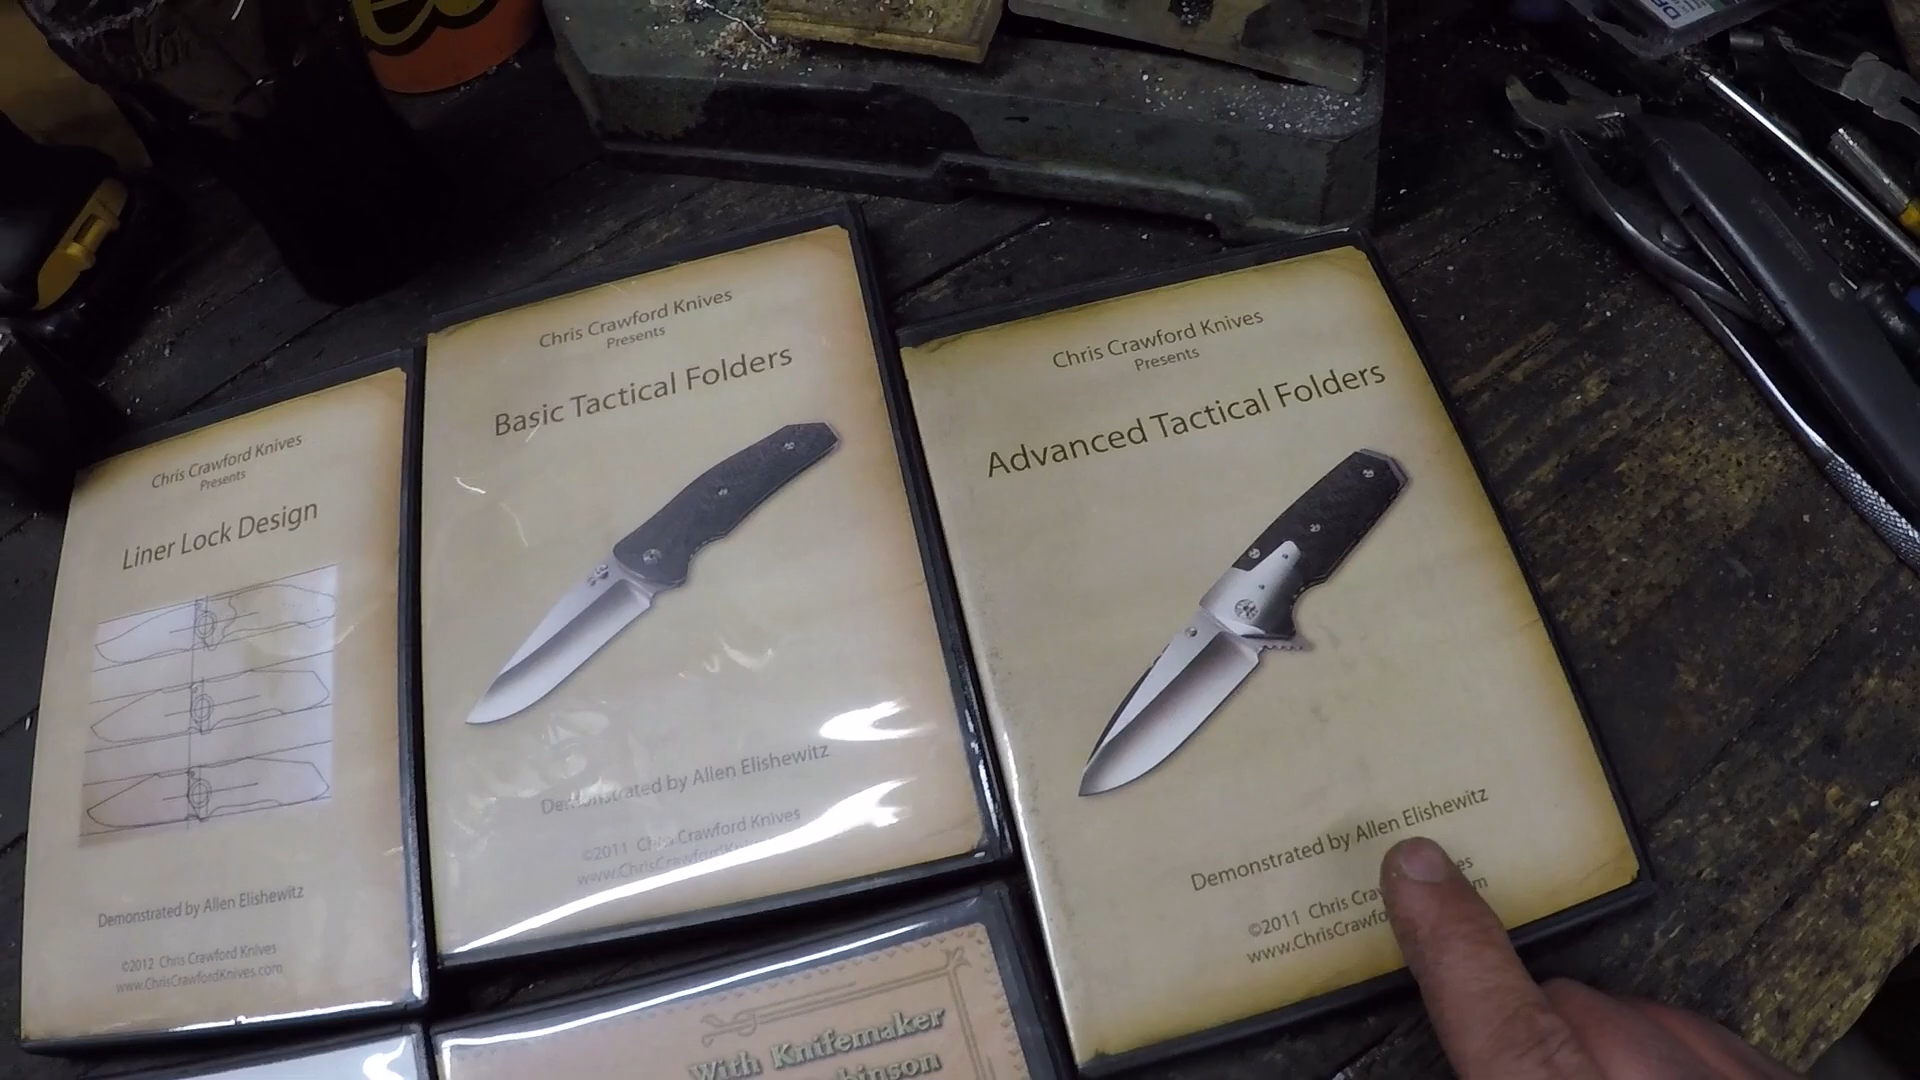 Chris Crawford Knives
Presents
Liner Lock Design
Demonstrated by Allen Elishewitz
©2012 Chris Crawford Knives
www.ChrisCrawfordKnives.com
Chris Crawford Knives
Presents
Basic Tactical Folders
Demonstrated by Allen Elishewitz
©2011 Chris Crawford Knives
Chris Crawford Knives
Presents
Advanced Tactical Folders
Demonstrated by Allen Elishewitz
©2011 Chris
With Knifemaker